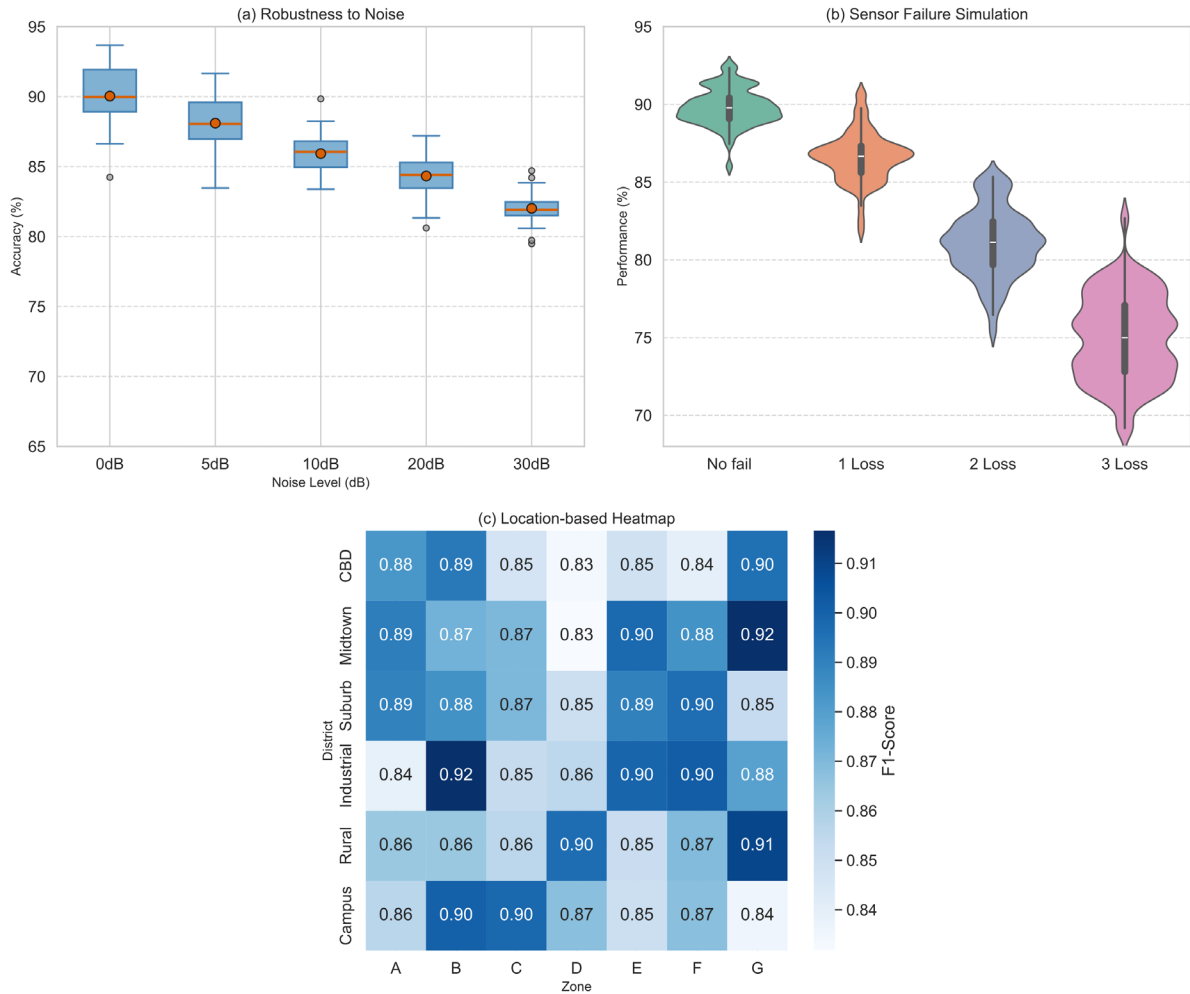 (a) Robustness to Noise
95
90
85
80
75
70
65
Accuracy (%)
0dB 5dB 10dB 20dB 30dB
Noise Level (dB)
(b) Sensor Failure Simulation
95
90
85
80
75
70
Performance (%)
No fail 1 Loss 2 Loss 3 Loss
(c) Location-based Heatmap
District
CBD 0.88 0.89 0.85 0.83 0.85 0.84 0.90
Midtown 0.89 0.87 0.87 0.83 0.90 0.88 0.92
Suburb 0.89 0.88 0.87 0.85 0.89 0.90 0.85
Industrial 0.84 0.92 0.85 0.86 0.90 0.90 0.88
Rural 0.86 0.86 0.86 0.90 0.85 0.87 0.91
Campus 0.86 0.90 0.90 0.87 0.85 0.87 0.84
A B C D E F G
Zone
0.91
0.90
0.89
0.88
0.87
0.86
0.85
0.84
F1-Score